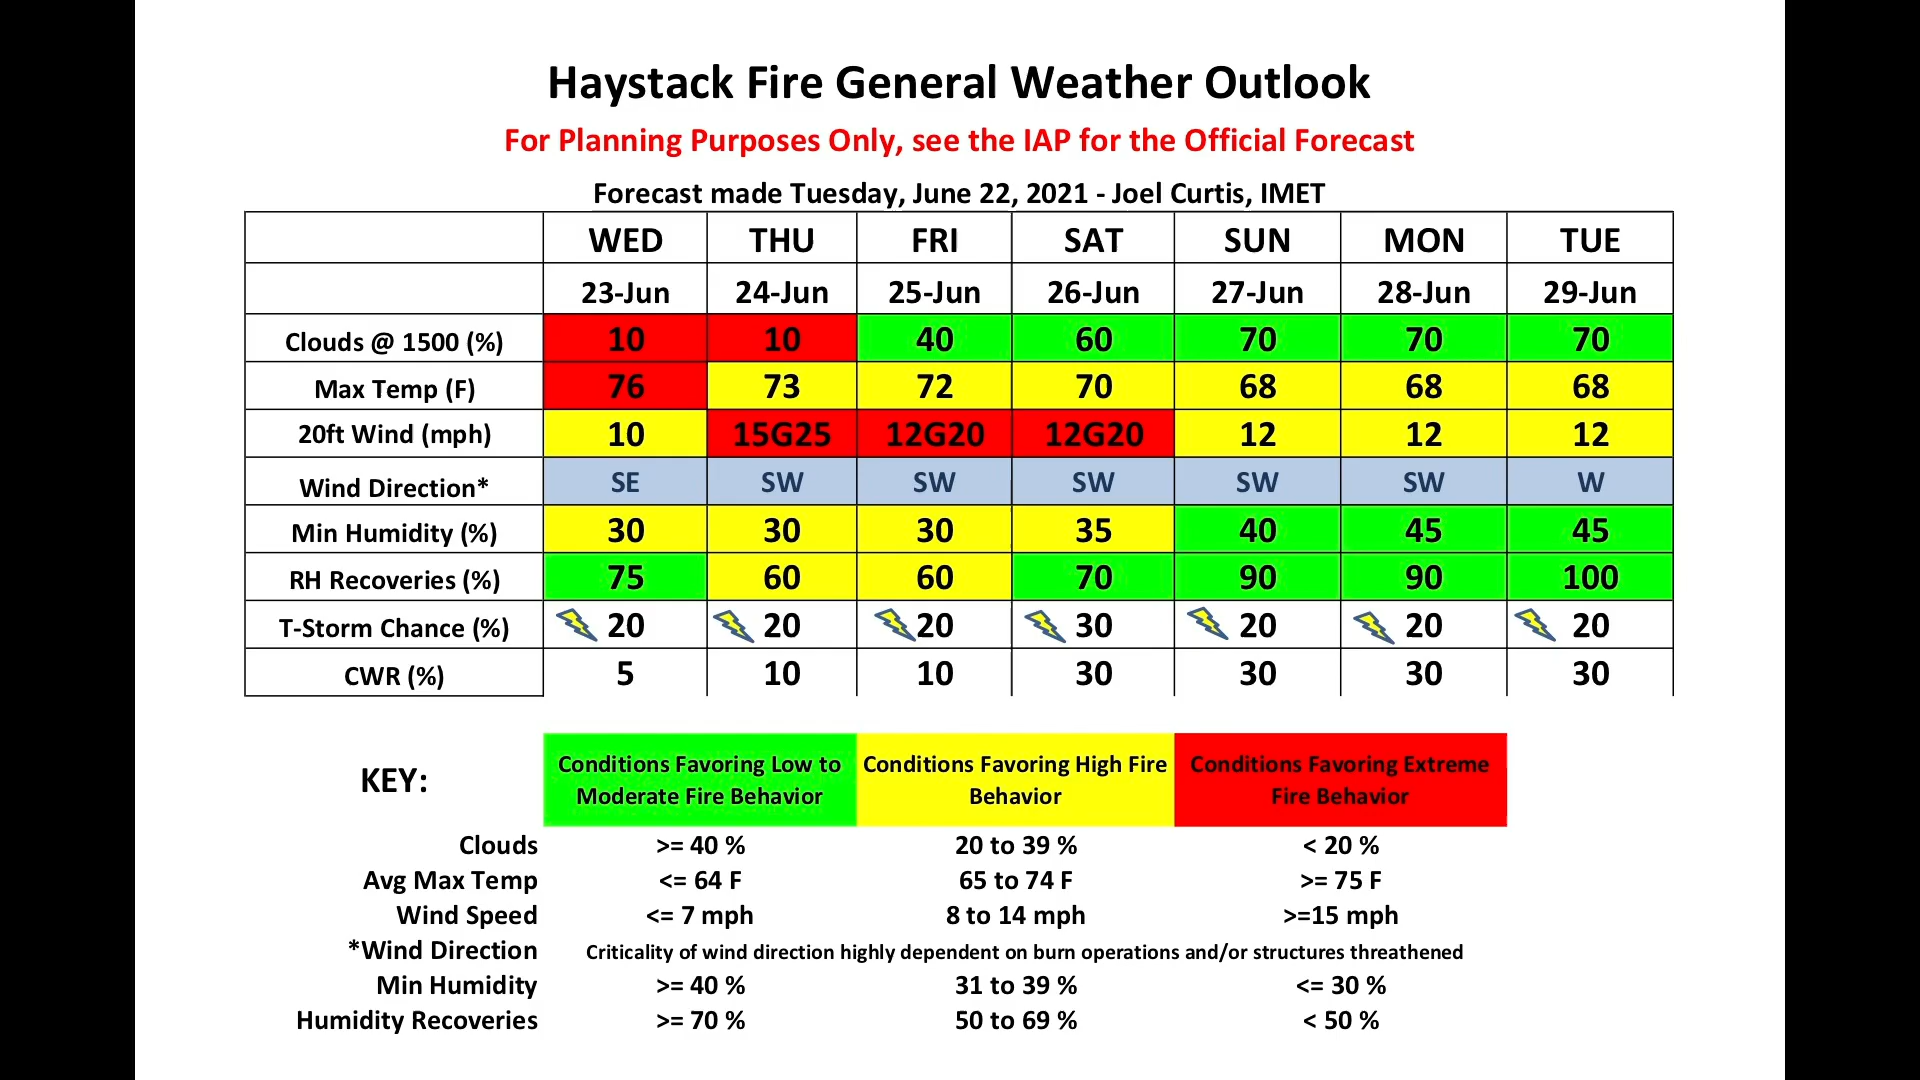 Haystack Fire General Weather Outlook
For Planning Purposes Only, see the IAP for the Official Forecast
Forecast made Tuesday, June 22, 2021 - Joel Curtis, IMET
WED THU FRI SAT SUN MON TUE
23-Jun 24-Jun 25-Jun 26-Jun 27-Jun 28-Jun 29-Jun
Clouds @ 1500 (%) 10 10 40 60 70 70 70
Max Temp (F) 76 73 72 70 68 68 68
20ft Wind (mph) 10 15G25 12G20 12G20 12 12 12
Wind Direction* SE SW SW SW SW SW W
Min Humidity (%) 30 30 30 35 40 45 45
RH Recoveries (%) 75 60 60 70 90 90 100
T-Storm Chance (%) 20 20 20 30 20 20 20
CWR (%) 5 10 10 30 30 30 30
KEY:
Conditions Favoring Low to
Moderate Fire Behavior
Conditions Favoring High Fire
Behavior
Conditions Favoring Extreme
Fire Behavior
Clouds >= 40 % 20 to 39 % < 20 %
Avg Max Temp <= 64 F 65 to 74 F >= 75 F
Wind Speed <= 7 mph 8 to 14 mph >=15 mph
*Wind Direction Criticality of wind direction highly dependent on burn operations and/or structures threathened
Min Humidity >= 40 % 31 to 39 % <= 30 %
Humidity Recoveries >= 70 % 50 to 69 % < 50 %